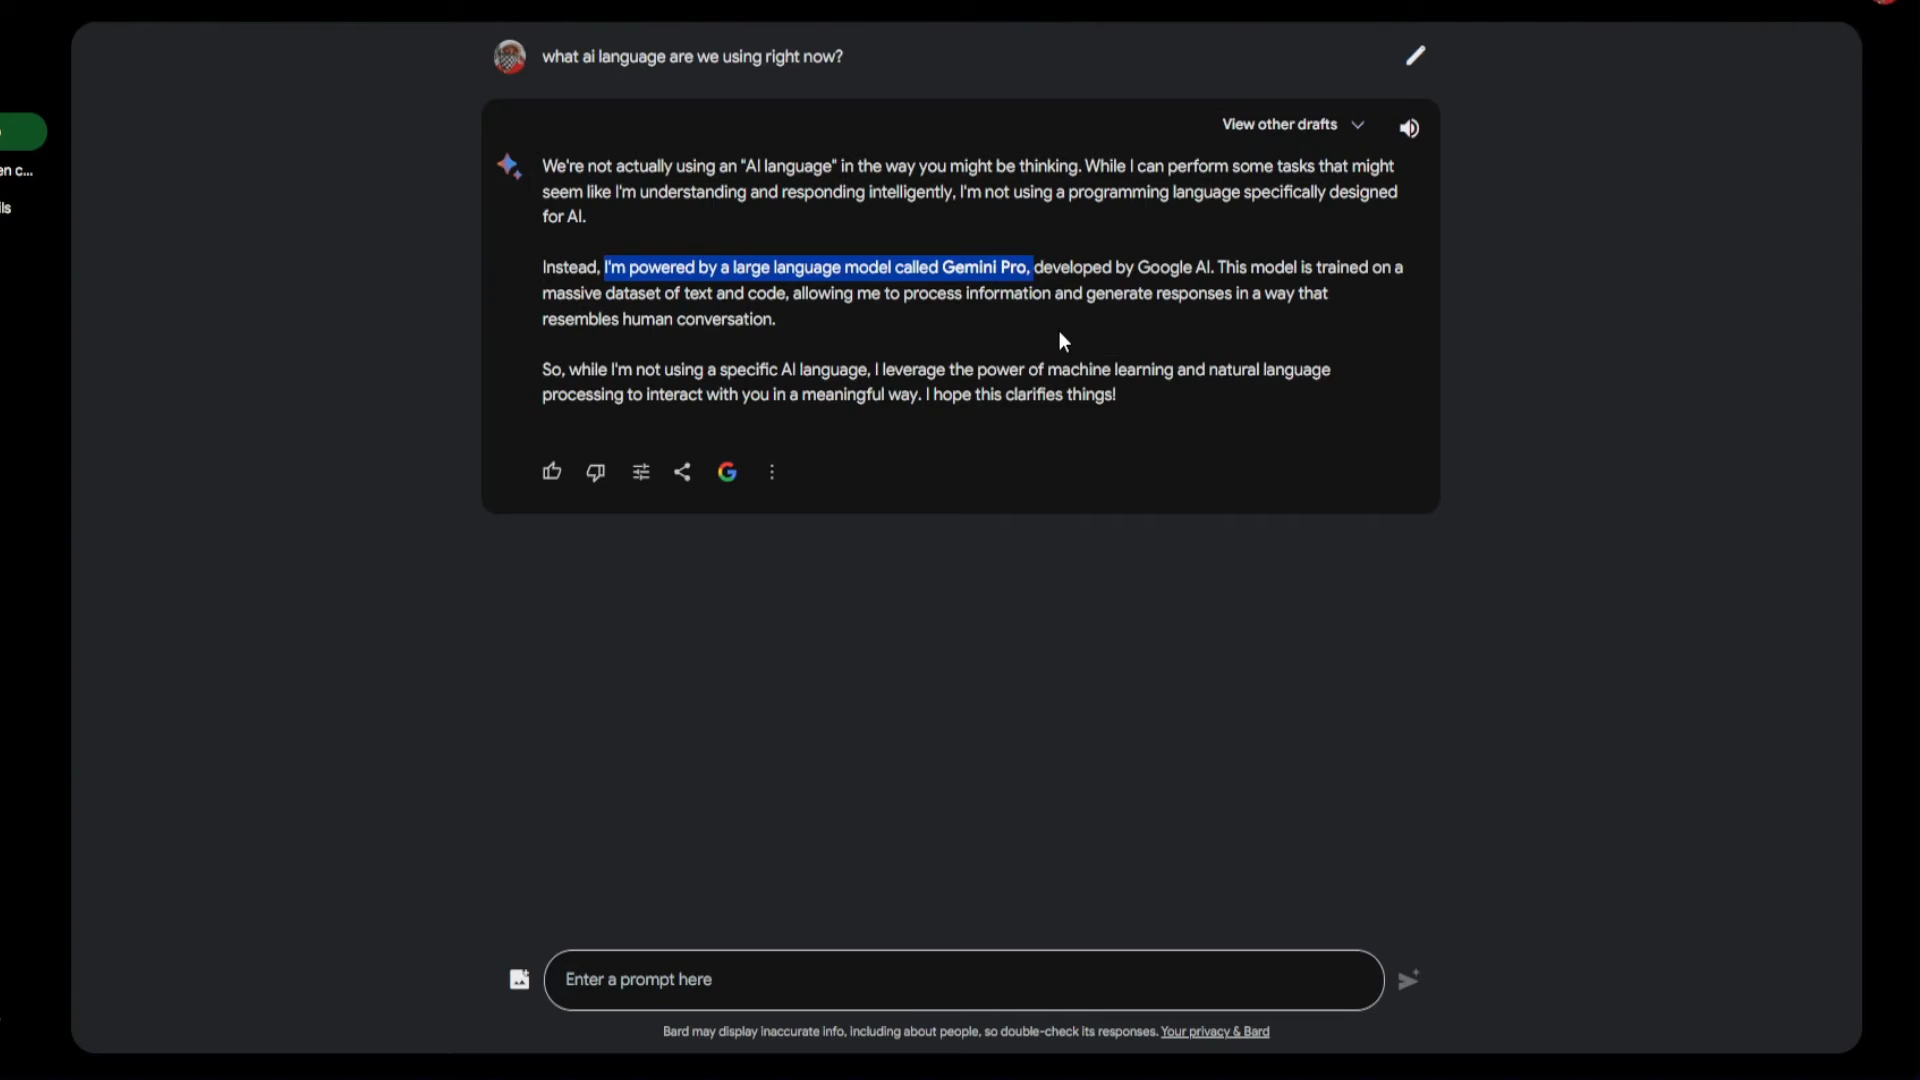 what ai language are we using right now?
View other drafts
We're not actually using an "AI language" in the way you might be thinking. While I can perform some tasks that might
seem like I'm understanding and responding intelligently, I'm not using a programming language specifically designed
for AI.
en c...
ls
Instead, I'm powered by a large language model called Gemini Pro, developed by Google AI. This model is trained on a
massive dataset of text and code, allowing me to process information and generate responses in a way that
resembles human conversation.
So, while I'm not using a specific AI language, I leverage the power of machine learning and natural language
processing to interact with you in a meaningful way. I hope this clarifies things!
Enter a prompt here
Bard may display inaccurate info, including about people, so double-check its responses. Your privacy & Bard